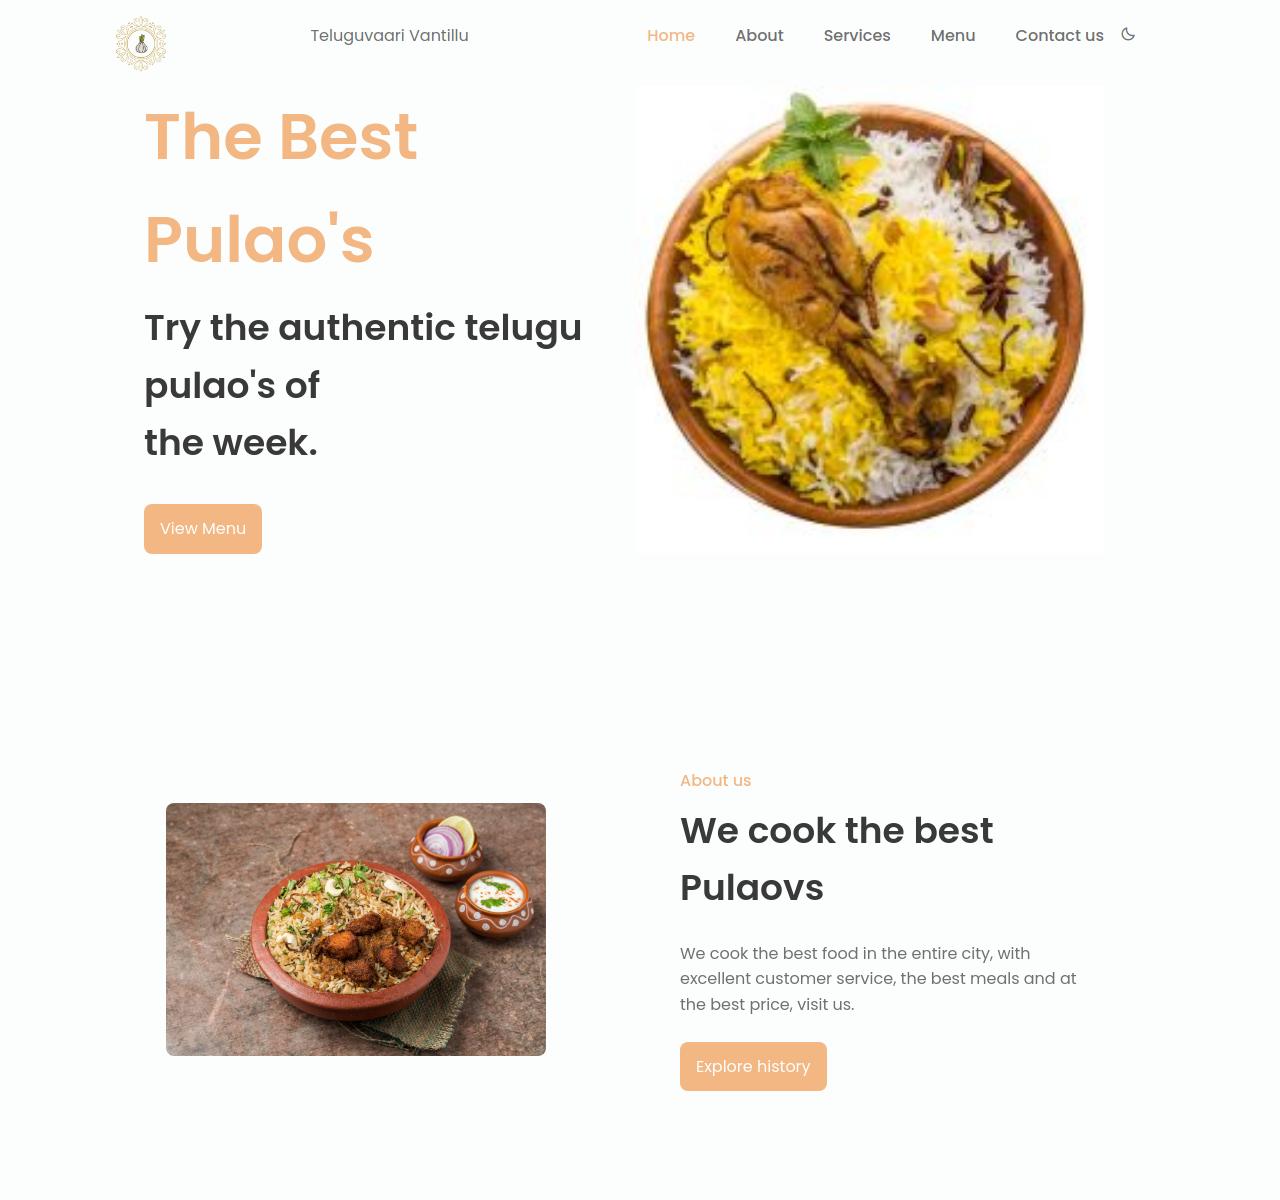 Teluguvaari Vantillu
Home
About
Services
Menu
Contact us
The Best
Pulao's
Try the authentic telugu
pulao's of
the week.
View Menu
About us
We cook the best
Pulaovs
We cook the best food in the entire city, with
excellent customer service, the best meals and at
the best price, visit us.
Explore history